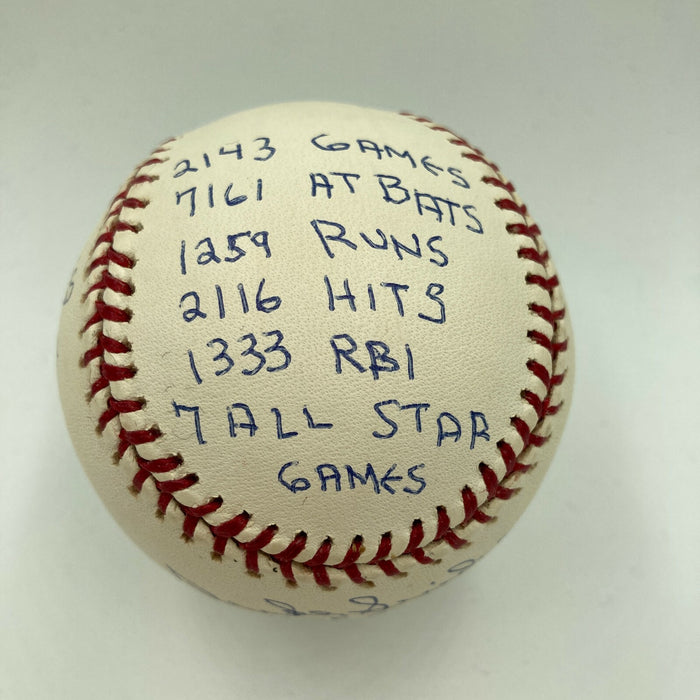 2143 GAMES
7161 AT BATS
1259 RUNS
2116 HITS
1333 RBI
7 ALL STAR
GAMES